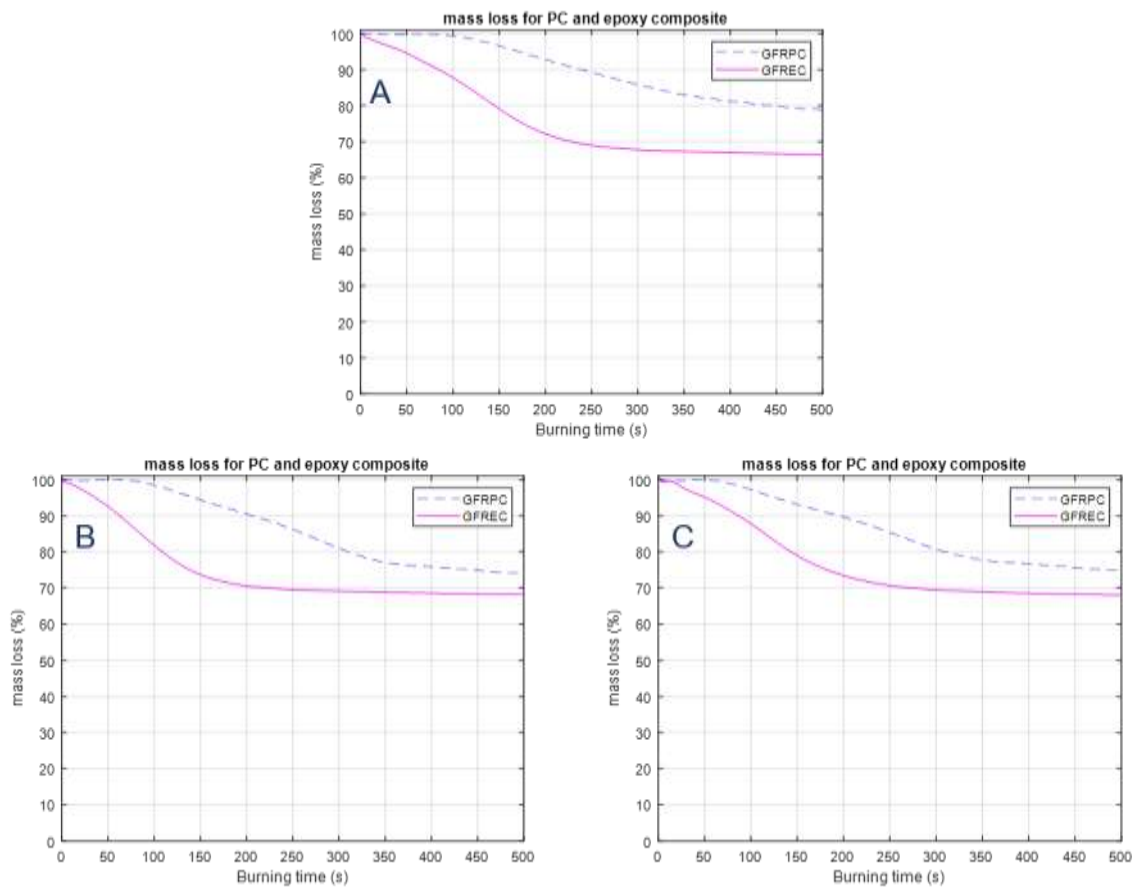 mass loss for PC and epoxy composite
GFRPC
GFREC
A
100
90
80
70
60
50
40
30
20
10
0
mass loss (%)
0 50 100 150 200 250 300 350 400 450 500
Burning time (s)
mass loss for PC and epoxy composite
GFRPC
GFREC
B
100
90
80
70
60
50
40
30
20
10
0
mass loss (%)
0 50 100 150 200 250 300 350 400 450 500
Burning time (s)
mass loss for PC and epoxy composite
GFRPC
GFREC
C
100
90
80
70
60
50
40
30
20
10
0
mass loss (%)
0 50 100 150 200 250 300 350 400 450 500
Burning time (s)